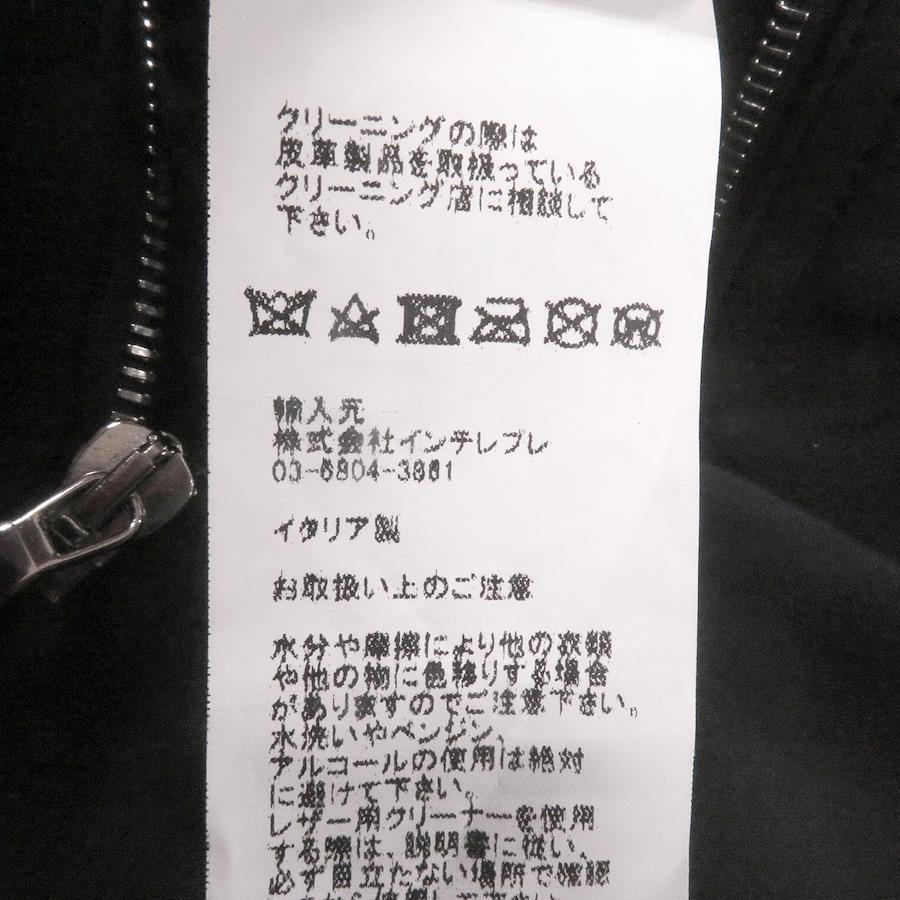 クリーニングの際は
皮革製品を取扱っている
クリーニング店に相談して
下さい。
輸入元
株式会社インテレプレ
03-6804-3861
イタリア製
お取扱い上のご注意
水分や摩擦により他の衣類
や他の物に色移りする場合
がありますのでご注意下さい。
水洗いやベンジン、
アルコールの使用は絶対
に避けて下さい。
レザー用クリーナーを使用
する際は、説明書に従い、
必ず目立たない場所で確認